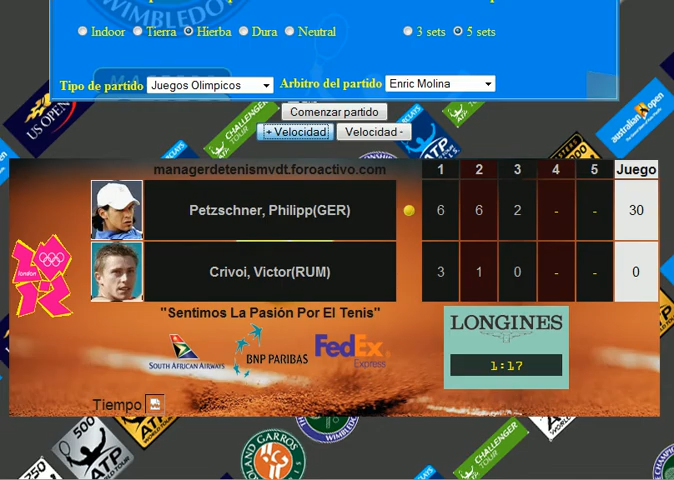 WIMBLEDON
Indoor Tierra Hierba Dura Neutral 3 sets 5 sets
Tipo de partido Juegos Olimpicos Arbitro del partido Enric Molina
Comenzar partido
+ Velocidad Velocidad -
US OPEN
CHALLENGER TOUR
ATP
australian open
managerdetenismvdt.foroactivo.com 1 2 3 4 5 Juego
Petzschner, Philipp(GER) 6 6 2 - - 30
Crivoi, Victor(RUM) 3 1 0 - - 0
london
"Sentimos La Pasión Por El Tenis"
SOUTH AFRICAN AIRWAYS
BNP PARIBAS
FedEx
Express
LONGINES
1:17
Tiempo
500
ATP
WORLD TOUR
WIMBLEDON
ROLAND GARROS
CHALLENGER TOUR
250
ATP